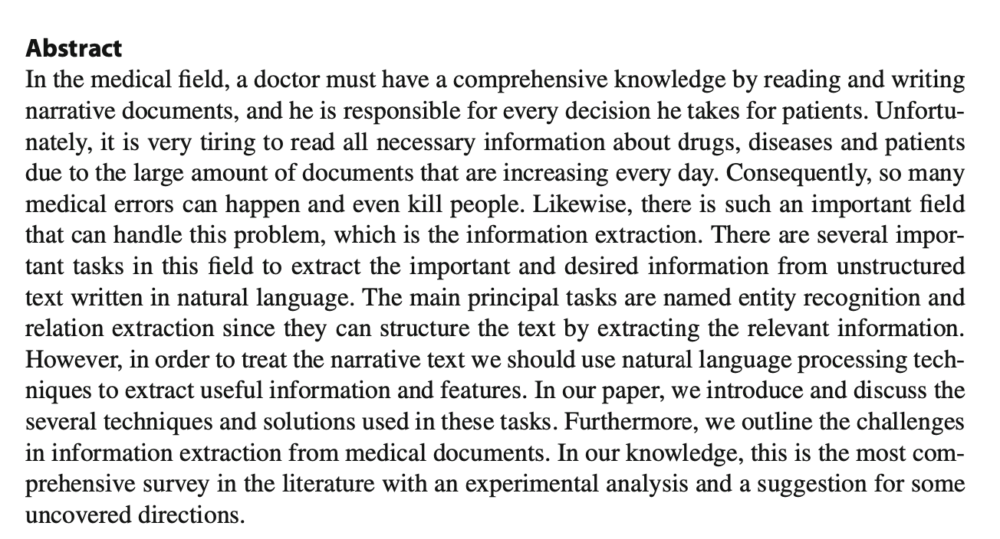 Abstract
In the medical field, a doctor must have a comprehensive knowledge by reading and writing
narrative documents, and he is responsible for every decision he takes for patients. Unfortu-
nately, it is very tiring to read all necessary information about drugs, diseases and patients
due to the large amount of documents that are increasing every day. Consequently, so many
medical errors can happen and even kill people. Likewise, there is such an important field
that can handle this problem, which is the information extraction. There are several impor-
tant tasks in this field to extract the important and desired information from unstructured
text written in natural language. The main principal tasks are named entity recognition and
relation extraction since they can structure the text by extracting the relevant information.
However, in order to treat the narrative text we should use natural language processing tech-
niques to extract useful information and features. In our paper, we introduce and discuss the
several techniques and solutions used in these tasks. Furthermore, we outline the challenges
in information extraction from medical documents. In our knowledge, this is the most com-
prehensive survey in the literature with an experimental analysis and a suggestion for some
uncovered directions.